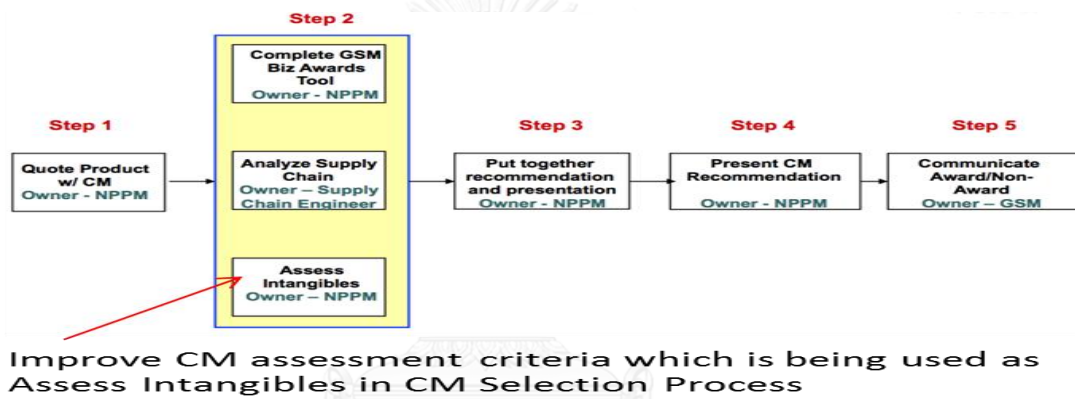 Step 2
Complete GSM
Biz Awards
Tool
Owner - NPPM
Step 1
Quote Product
w/ CM
Owner - NPPM
Analyze Supply
Chain
Owner – Supply
Chain Engineer
Assess
Intangibles
Owner – NPPM
Step 3
Put together
recommendation
and presentation
Owner - NPPM
Step 4
Present CM
Recommendation
Owner - NPPM
Step 5
Communicate
Award/Non-
Award
Owner – GSM
Improve CM assessment criteria which is being used as
Assess Intangibles in CM Selection Process